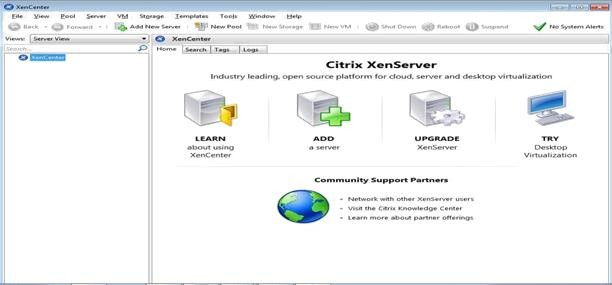 XenCenter
File View Pool Server VM Storage Templates Tools Window Help
Back Forward Add New Server New Pool New Storage New VM Shut Down Reboot Suspend No System Alerts
Views: Server View
XenCenter
Search...
Home Search Tags Logs
XenCenter
Citrix XenServer
Industry leading, open source platform for cloud, server and desktop virtualization
LEARN
about using
XenCenter
ADD
a server
UPGRADE
XenServer
TRY
Desktop
Virtualization
Community Support Partners
Network with other XenServer users
Visit the Citrix Knowledge Center
Learn more about partner offerings